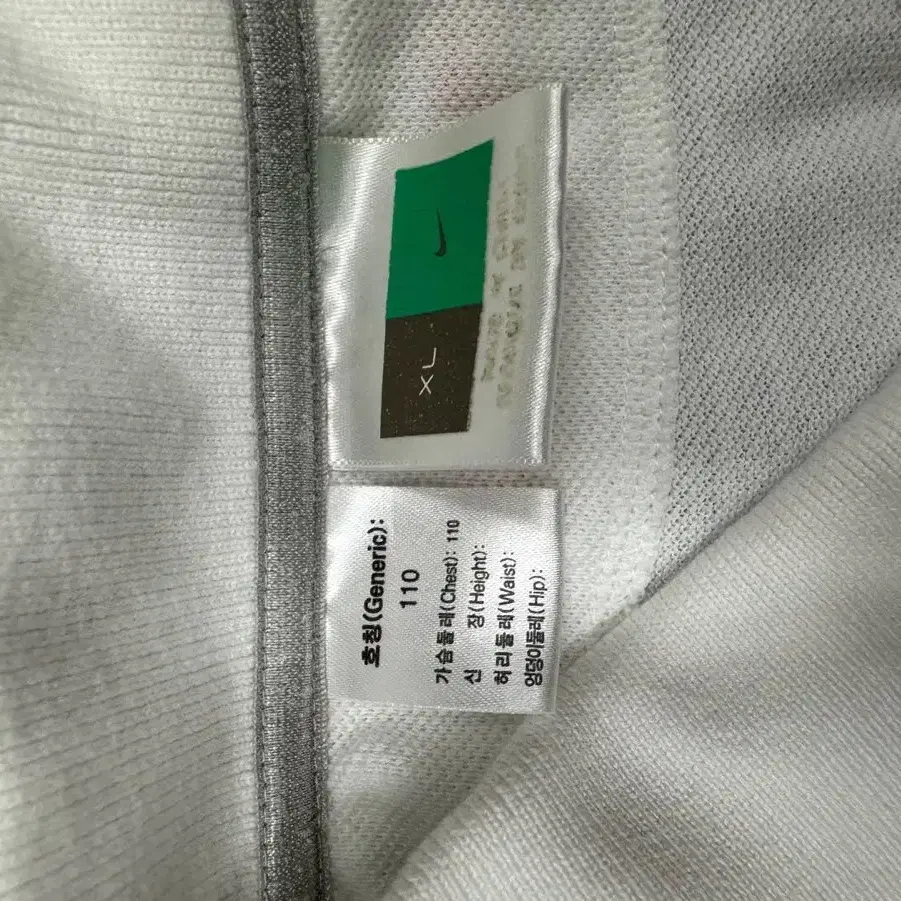 XL
호칭(Generic):
110
가슴둘레(Chest): 110
신 장(Height):
허리둘레(Waist):
엉덩이둘레(Hip):